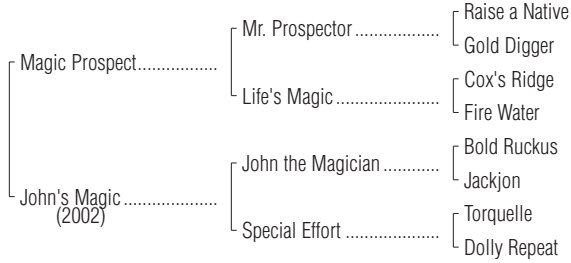 Raise a Native
Mr. Prospector ....................
Gold Digger
Magic Prospect...................
Cox's Ridge
Life's Magic .........................
Fire Water
Bold Ruckus
John the Magician .............
Jackjon
John's Magic ......................
(2002)
Torquelle
Special Effort ......................
Dolly Repeat